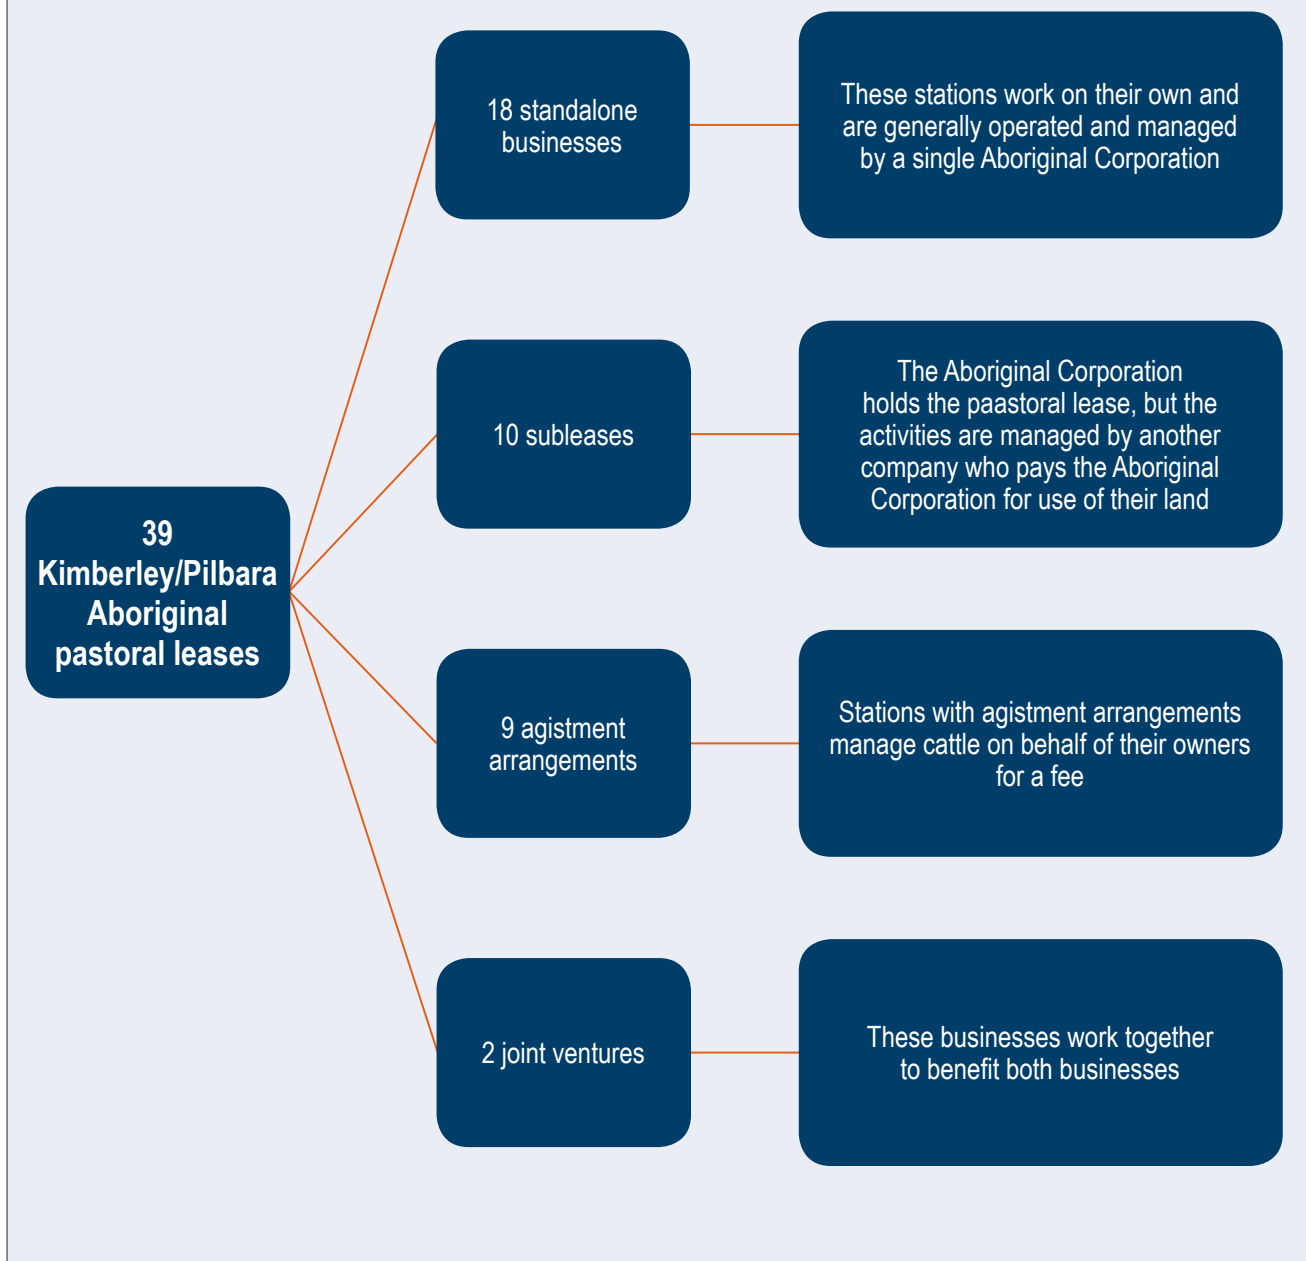 39
Kimberley/Pilbara
Aboriginal
pastoral leases
18 standalone
businesses
These stations work on their own and
are generally operated and managed
by a single Aboriginal Corporation
10 subleases
The Aboriginal Corporation
holds the paastoral lease, but the
activities are managed by another
company who pays the Aboriginal
Corporation for use of their land
9 agistment
arrangements
Stations with agistment arrangements
manage cattle on behalf of their owners
for a fee
2 joint ventures
These businesses work together
to benefit both businesses